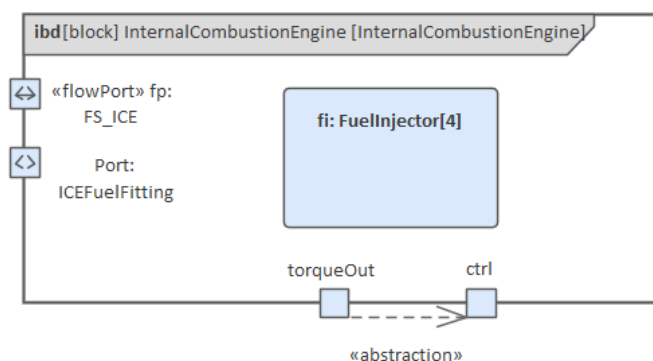 ibd[block] InternalCombustionEngine [InternalCombustionEngine]
«flowPort» fp:
FS_ICE
fi: FuelInjector[4]
Port:
ICEFuelFitting
torqueOut
ctrl
«abstraction»